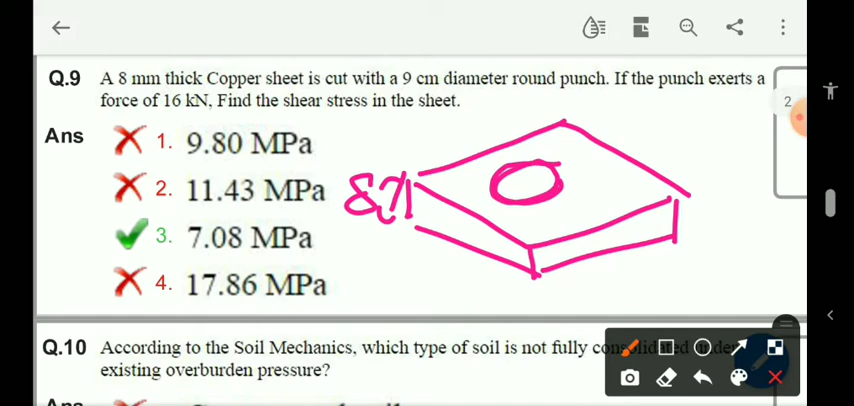 2
Q.9 A 8 mm thick Copper sheet is cut with a 9 cm diameter round punch. If the punch exerts a
force of 16 kN, Find the shear stress in the sheet.
Ans 1. 9.80 MPa
2. 11.43 MPa
3. 7.08 MPa
4. 17.86 MPa
Q.10 According to the Soil Mechanics, which type of soil is not fully consolidated under
existing overburden pressure?